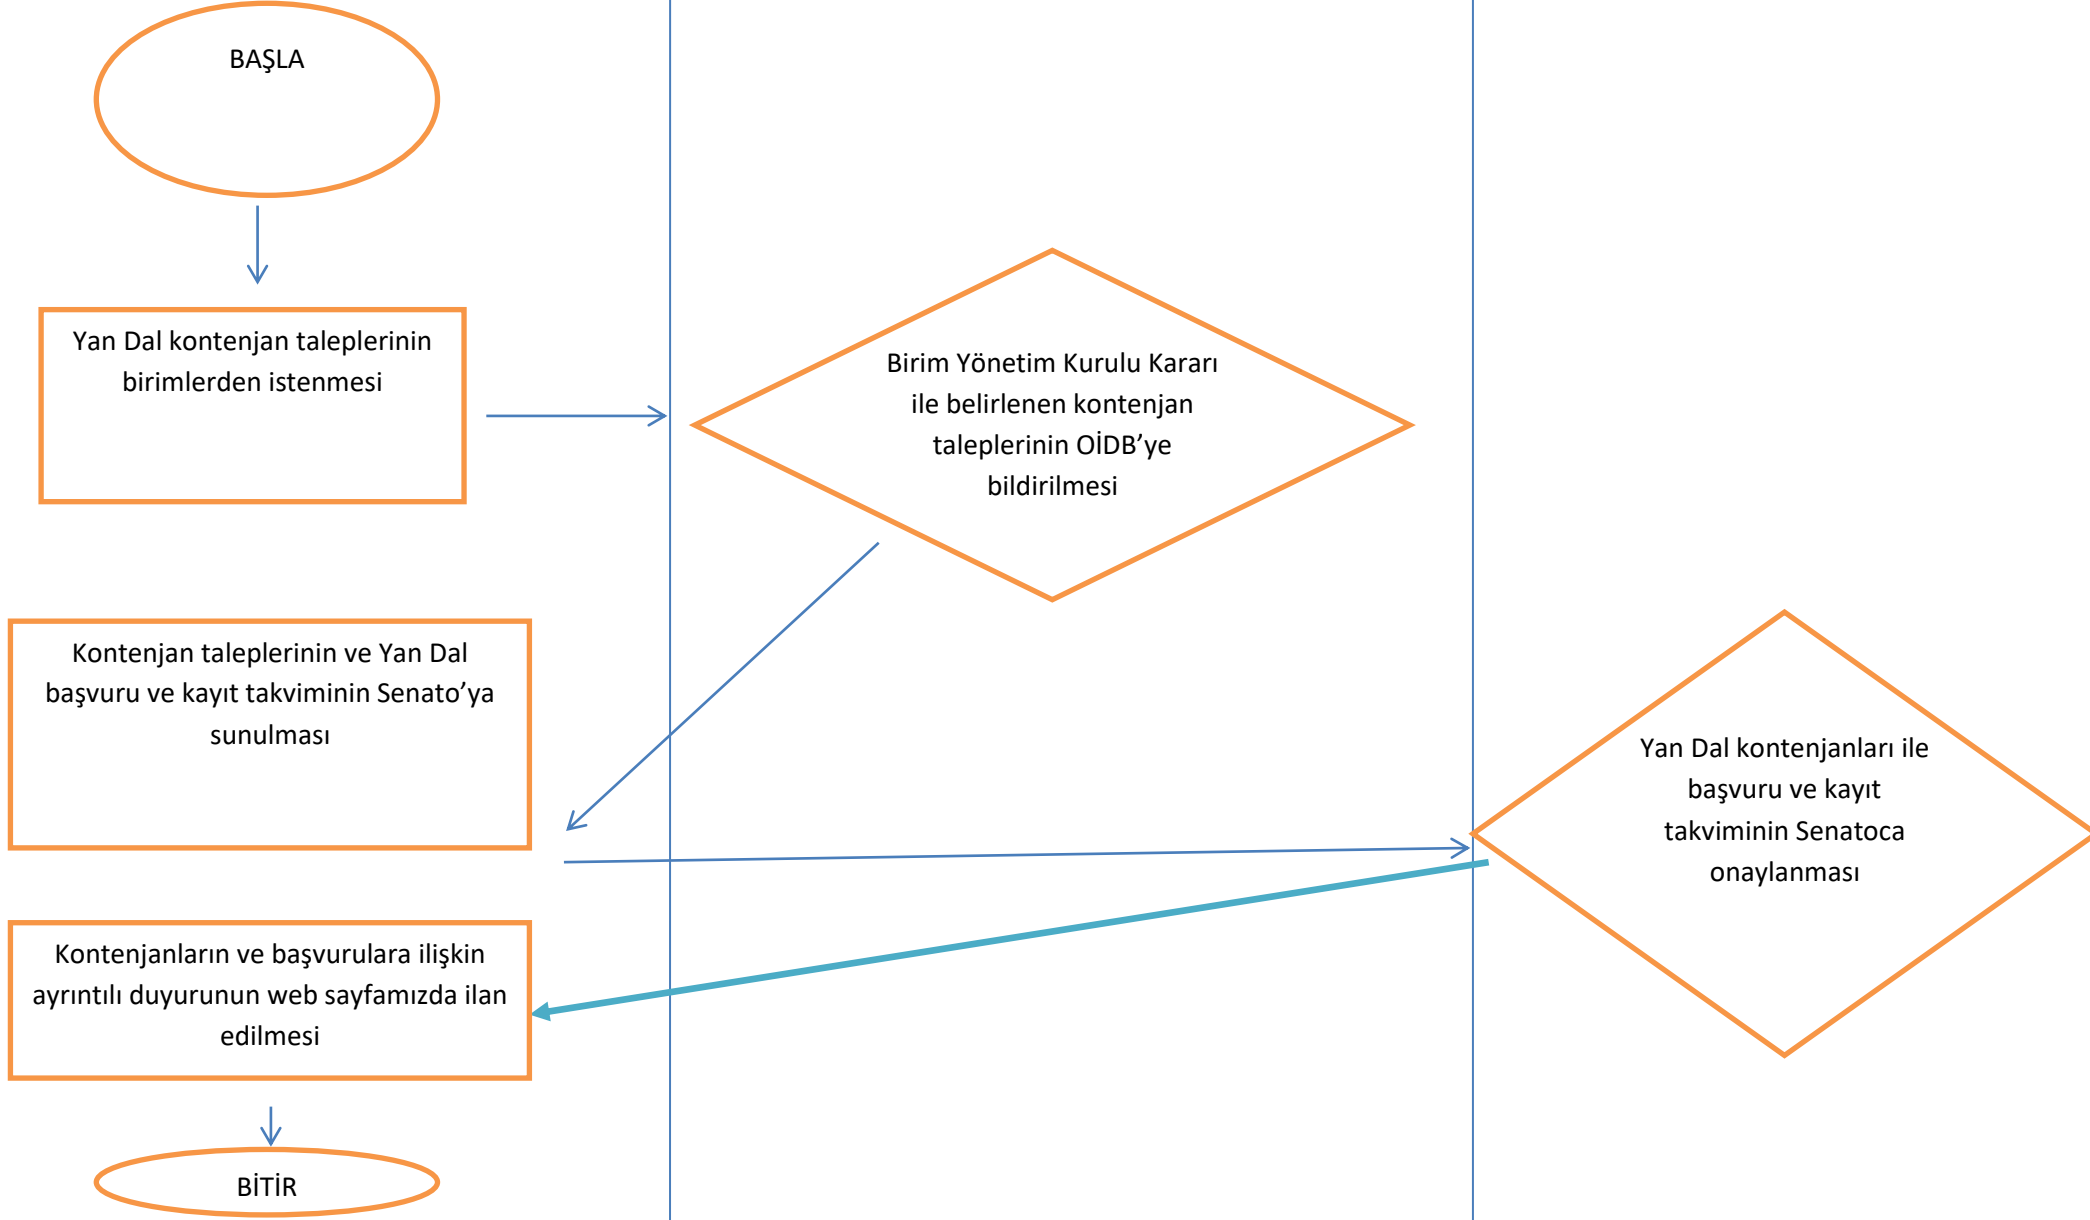 BAŞLA
Yan Dal kontenjan taleplerinin
birimlerden istenmesi
Birim Yönetim Kurulu Kararı
ile belirlenen kontenjan
taleplerinin OİDB’ye
bildirilmesi
Kontenjan taleplerinin ve Yan Dal
başvuru ve kayıt takviminin Senato’ya
sunulması
Yan Dal kontenjanları ile
başvuru ve kayıt
takviminin Senatoca
onaylanması
Kontenjanların ve başvurulara ilişkin
ayrıntılı duyurunun web sayfamızda ilan
edilmesi
BİTİR